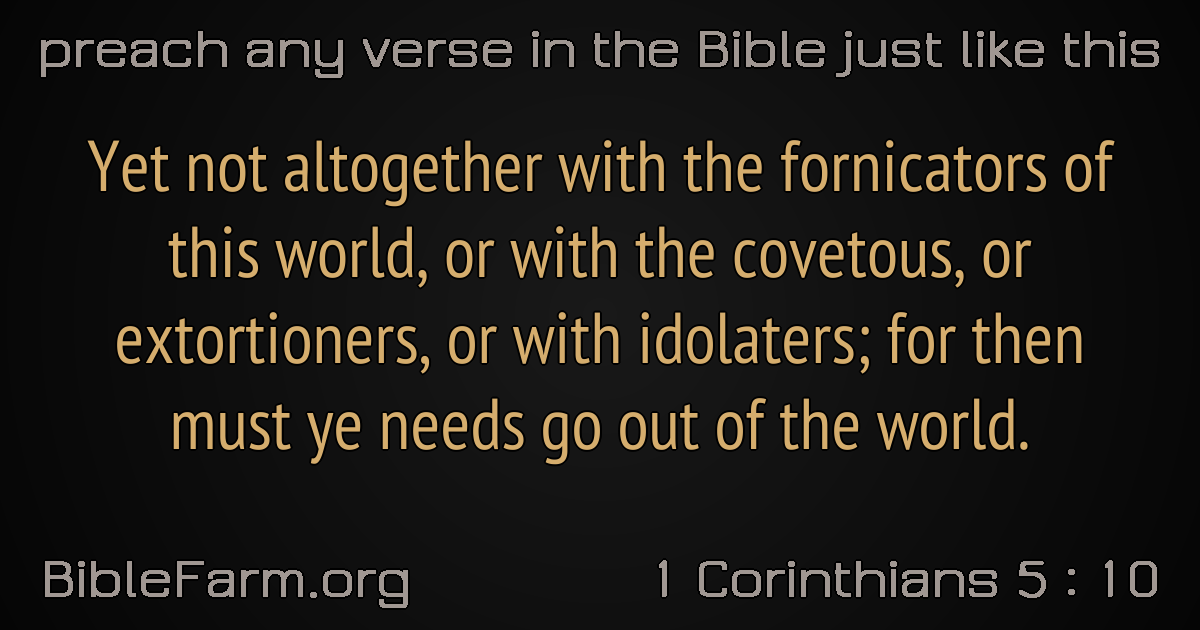 preach any verse in the Bible just like this
Yet not altogether with the fornicators of
this world, or with the covetous, or
extortioners, or with idolaters; for then
must ye needs go out of the world.
BibleFarm.org
1 Corinthians 5 : 10